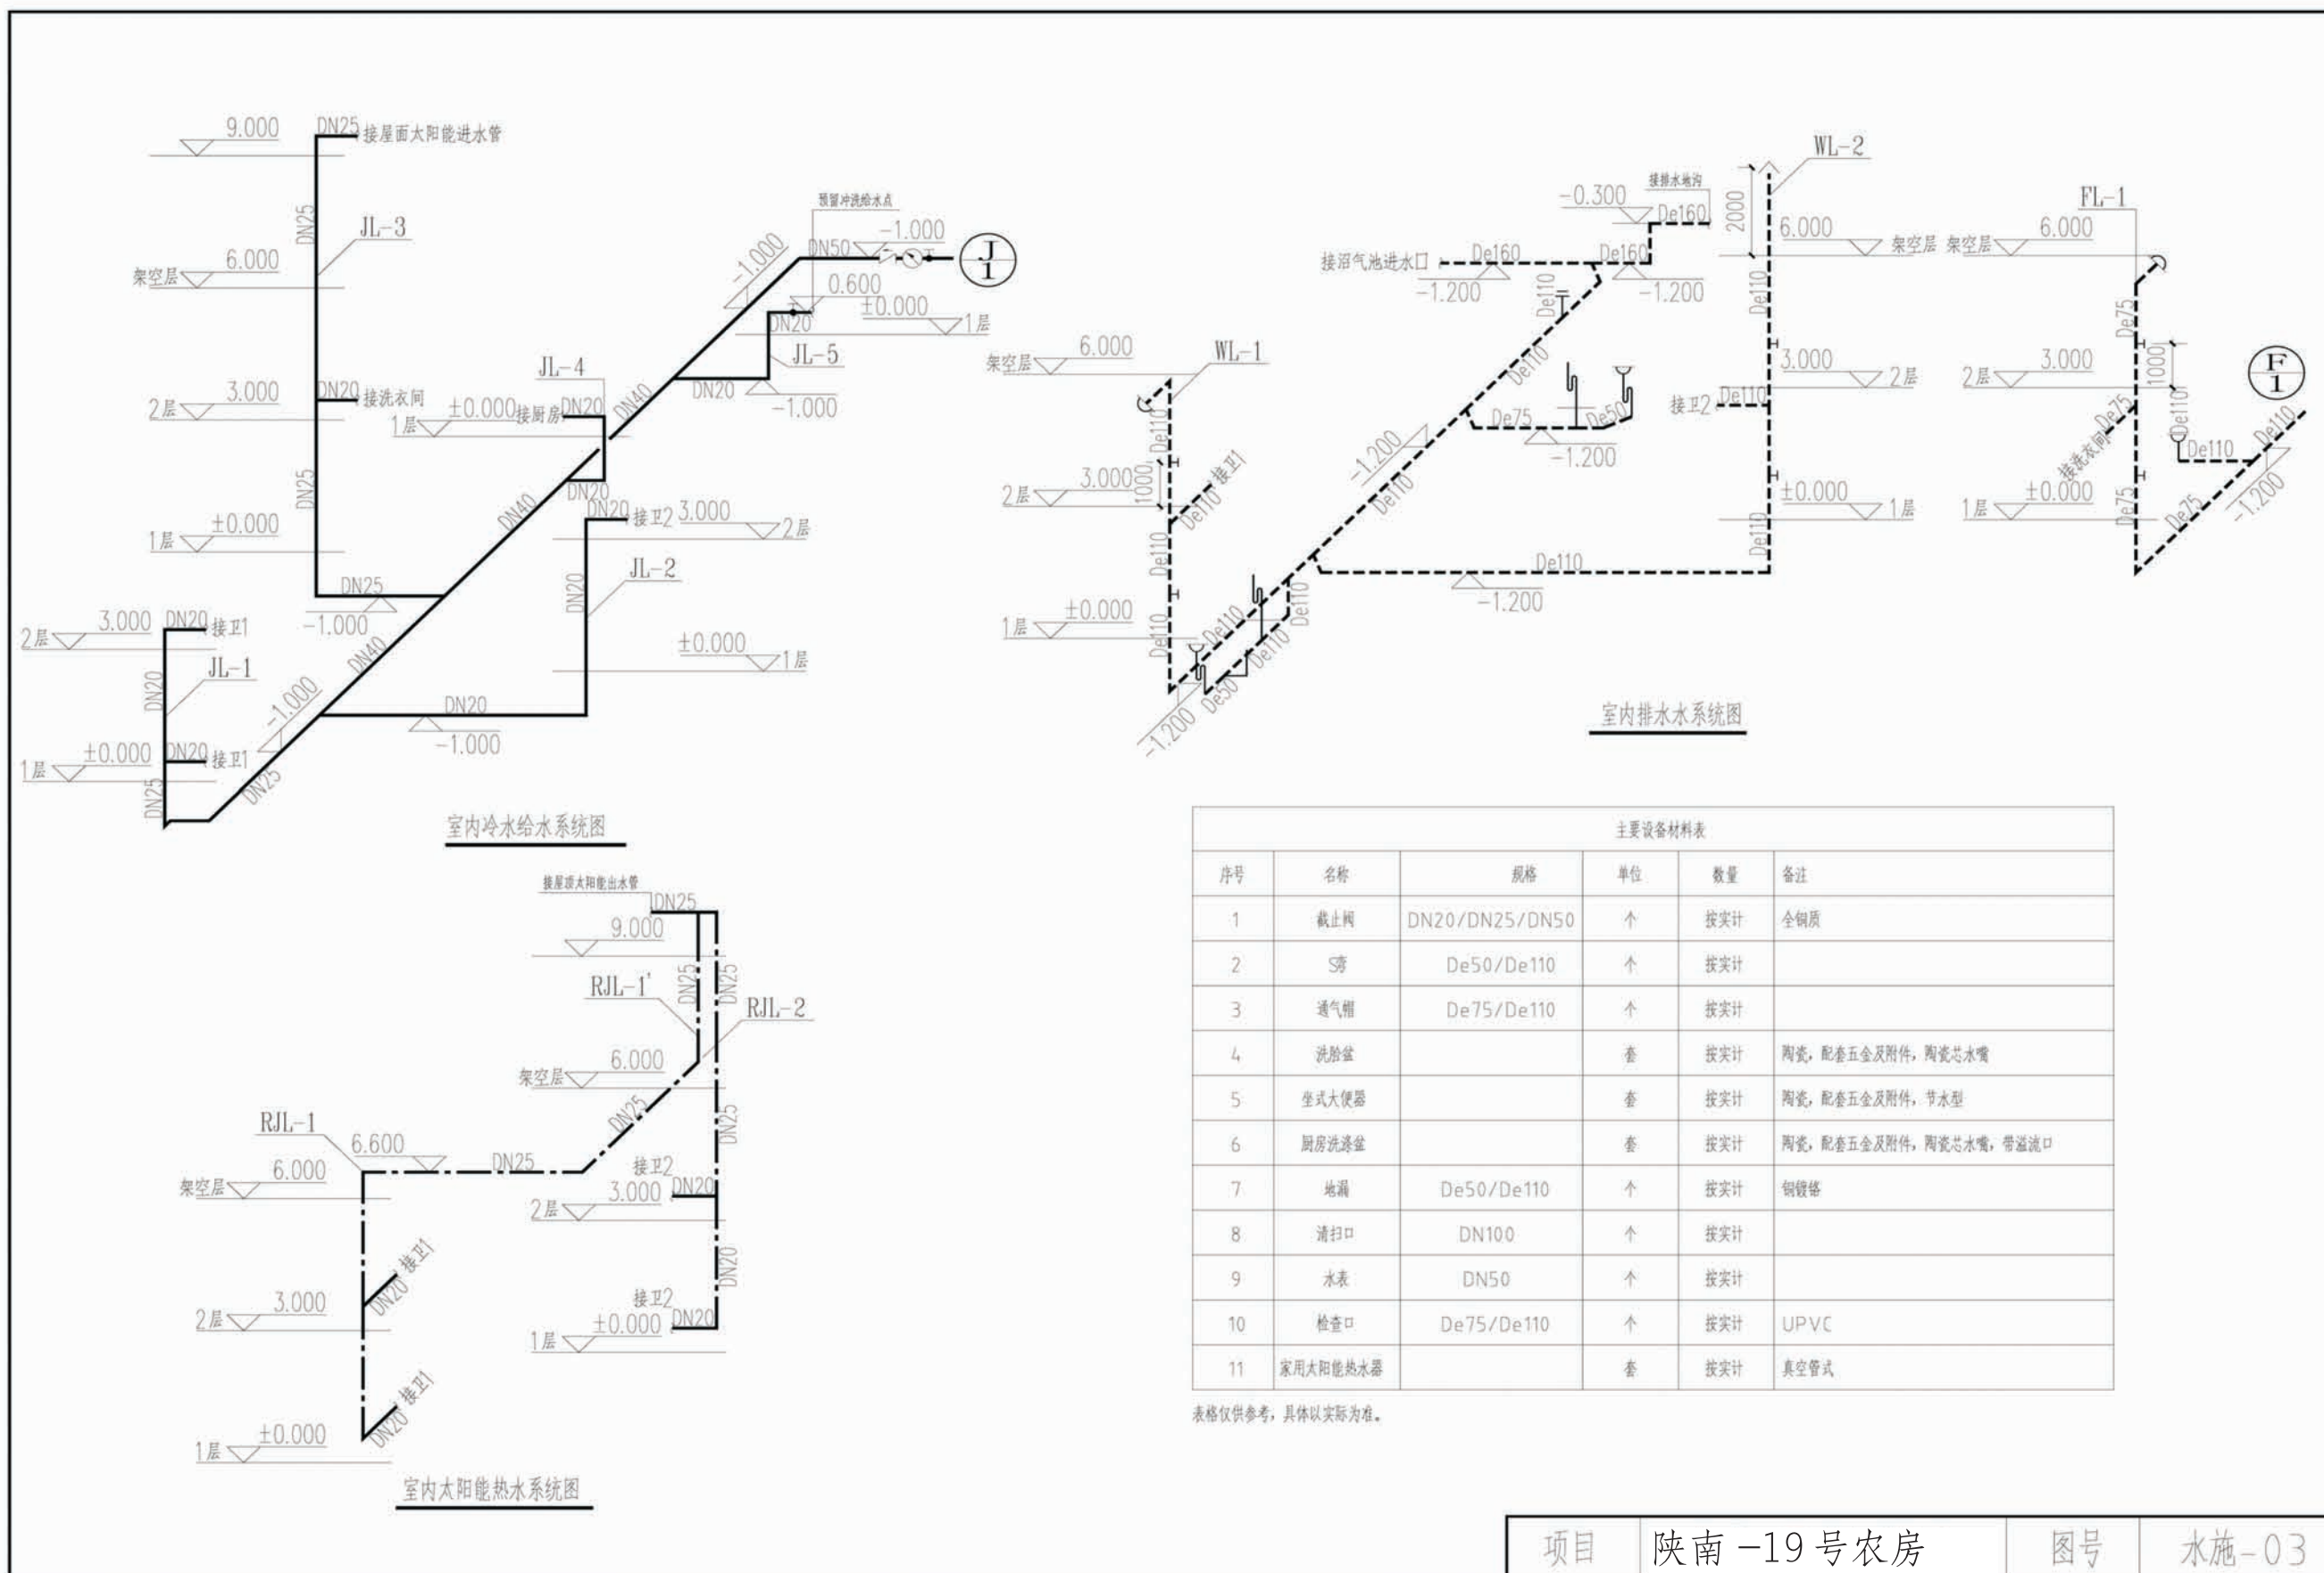 9.000
DN25
接屋面太阳能进水管
DN25
JL-3
架空层
6.000
DN20
接洗衣间
2层
3.000
DN25
1层
±0.000
DN25
-1.000
2层
3.000
DN20
接卫1
JL-1
DN20
1层
±0.000
DN20
接卫1
DN25
DN25
-1.000
DN40
DN20
-1.000
DN20
JL-2
DN20
接卫2
3.000
2层
±0.000
1层
DN40
DN20
JL-4
1层
±0.000
接厨房
DN20
DN40
DN20
-1.000
JL-5
DN20
0.600
±0.000
1层
预留冲洗给水点
-1.000
DN50
-1.000
J
1
室内冷水给水系统图
接屋顶太阳能出水管
DN25
9.000
DN25
DN25
RJL-1'
RJL-2
架空层
6.000
DN25
DN25
RJL-1
6.600
DN25
架空层
6.000
接卫2
DN20
2层
3.000
DN20
接卫2
DN20
1层
±0.000
接卫1
DN20
2层
3.000
接卫1
DN20
1层
±0.000
室内太阳能热水系统图
架空层
6.000
WL-1
De110
2层
3.000
1000
De110
接卫1
De110
1层
±0.000
De110
-1.200
De50
De110
De110
De110
De110
-1.200
De110
-1.200
De75
De50
-1.200
De110
De110
接沼气池进水口
De160
-1.200
De160
-1.200
-0.300
De160
接排水地沟
WL-2
2000
6.000
架空层
De110
3.000
2层
接卫2
De110
±0.000
1层
De110
FL-1
架空层
6.000
De75
2层
3.000
1000
De75
接洗衣间
De110
De110
De110
1层
±0.000
De75
De75
-1.200
F
1
室内排水水系统图
主要设备材料表
序号 名称 规格 单位 数量 备注
1 截止阀 DN20/DN25/DN50 个 按实计 全铜质
2 S弯 De50/De110 个 按实计
3 通气帽 De75/De110 个 按实计
4 洗脸盆 套 按实计 陶瓷，配套五金及附件，陶瓷芯水嘴
5 坐式大便器 套 按实计 陶瓷，配套五金及附件，节水型
6 厨房洗涤盆 套 按实计 陶瓷，配套五金及附件，陶瓷芯水嘴，带溢流口
7 地漏 De50/De110 个 按实计 铜镀铬
8 清扫口 DN100 个 按实计
9 水表 DN50 个 按实计
10 检查口 De75/De110 个 按实计 UPVC
11 家用太阳能热水器 套 按实计 真空管式
表格仅供参考，具体以实际为准。
项目 陕南-19号农房 图号 水施-03